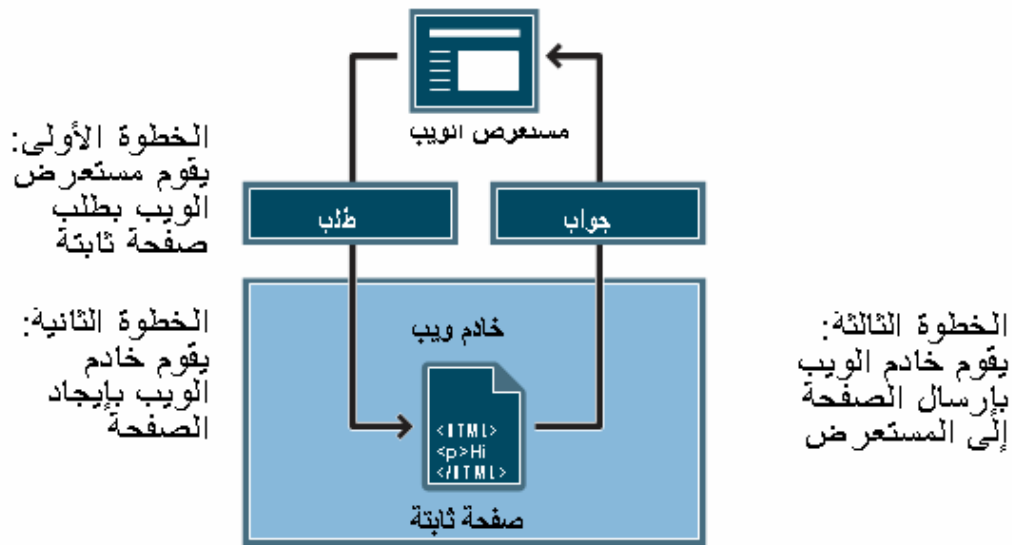 مستعرض الويب
الخطوة الأولى:
يقوم مستعرض
الويب بطلب
صفحة ثابتة
طلب
جواب
الخطوة الثانية:
يقوم خادم
الويب بإيجاد
الصفحة
خادم ويب
<HTML>
<p>Hi
</HTML>
صفحة ثابتة
الخطوة الثالثة:
يقوم خادم الويب
بإرسال الصفحة
إلى المستعرض